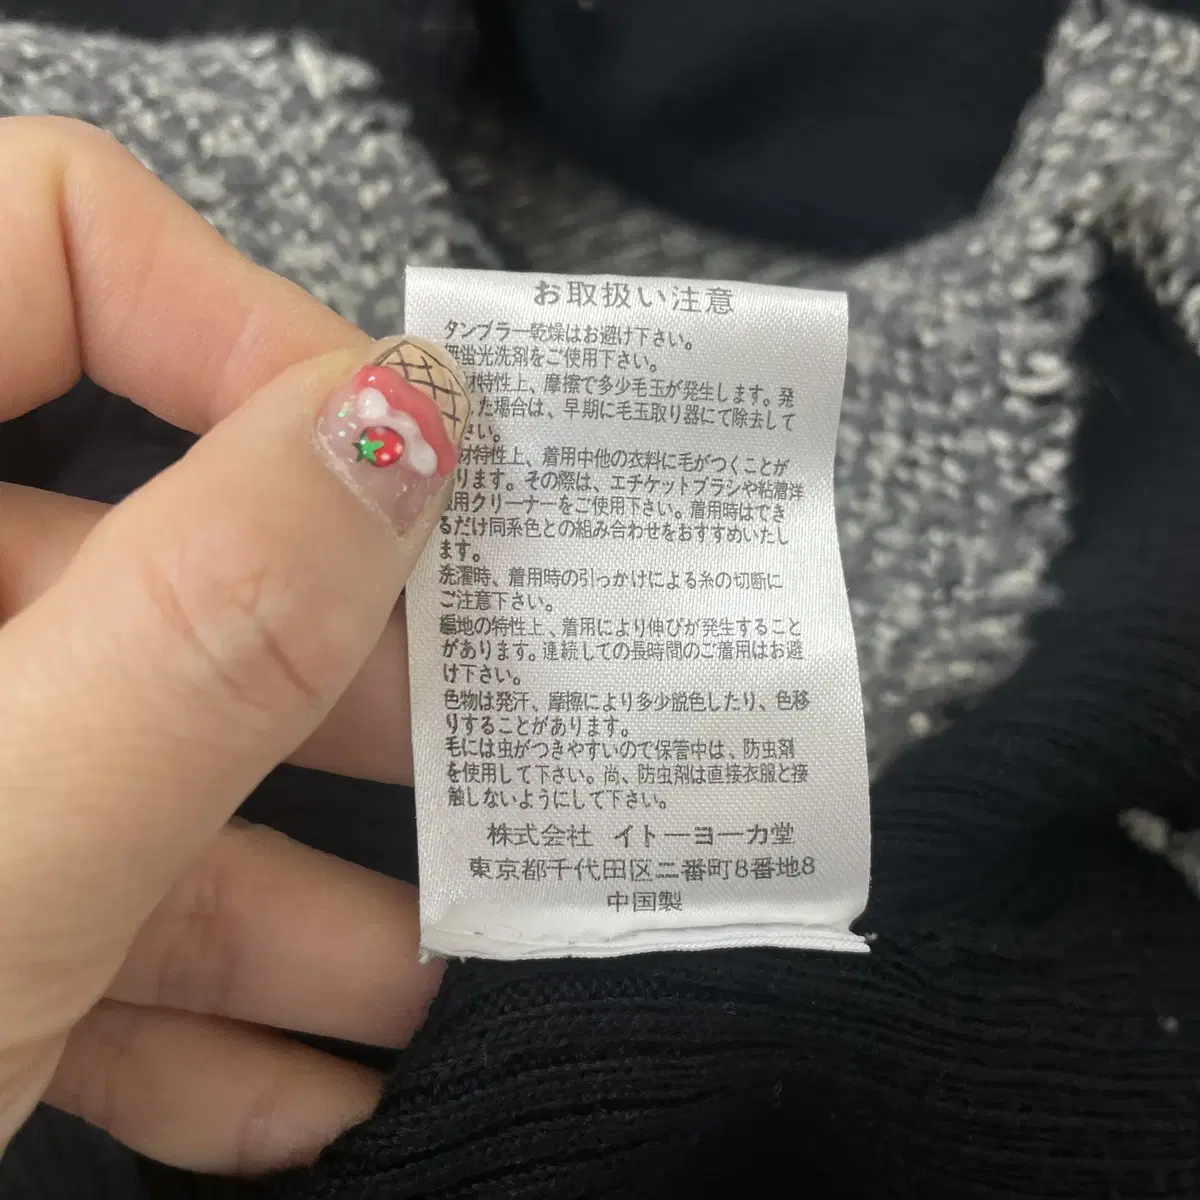 お取扱い注意
タンブラー乾燥はお避け下さい。
蛍光洗剤をご使用下さい。
材特性上、摩擦で多少毛玉が発生します。発
した場合は、早期に毛玉取り器にて除去して
さい。
材特性上、着用中他の衣料に毛がつくことが
ります。その際は、エチケットブラシや粘着洋
服用クリーナーをご使用下さい。着用時はでき
るだけ同系色との組み合わせをおすすめいたし
ます。
洗濯時、着用時の引っかけによる糸の切断に
ご注意下さい。
編地の特性上、着用により伸びが発生すること
があります。連続しての長時間のご着用はお避
け下さい。
色物は発汗、摩擦により多少脱色したり、色移
りすることがあります。
毛には虫がつきやすいので保管中は、防虫剤
を使用して下さい。尚、防虫剤は直接衣服と接
触しないようにして下さい。
株式会社 イトーヨーカ堂
東京都千代田区二番町8番地8
中国製